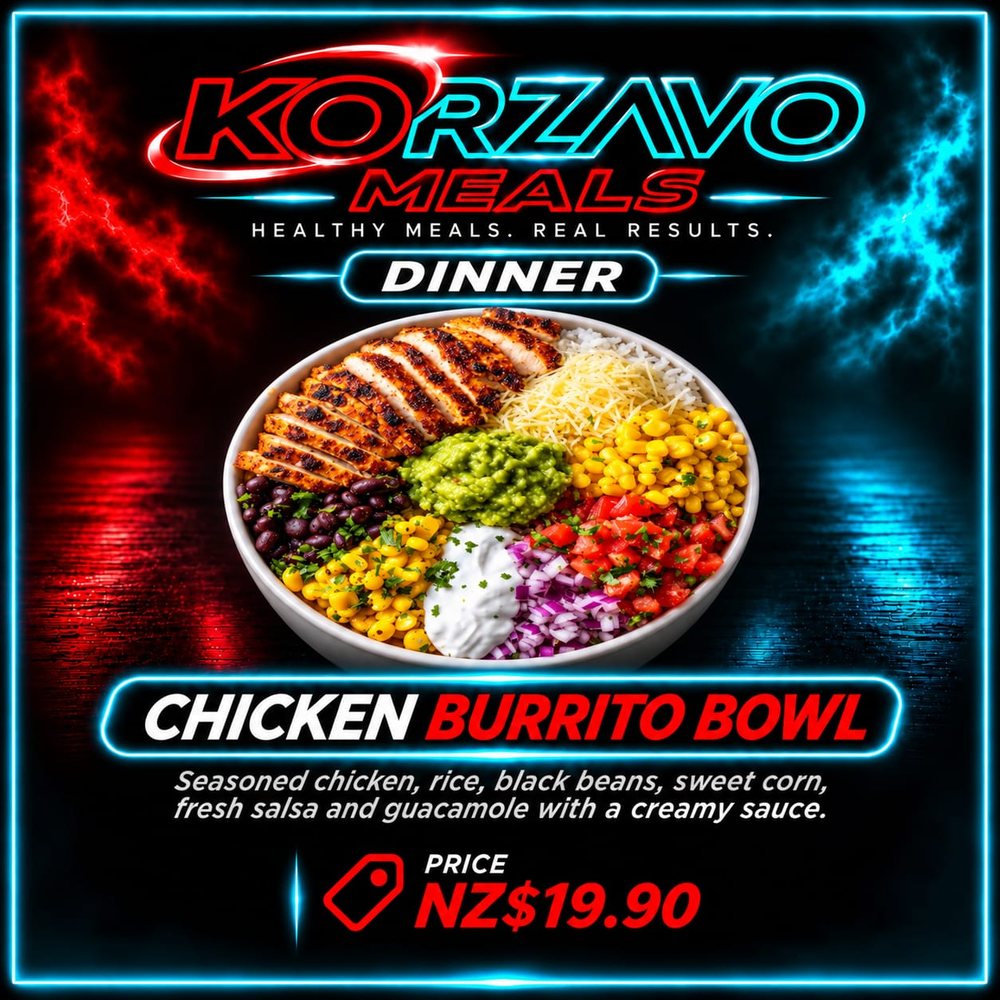 KORZAVO
MEALS
HEALTHY MEALS. REAL RESULTS.
DINNER
CHICKEN BURRITO BOWL
Seasoned chicken, rice, black beans, sweet corn,
fresh salsa and guacamole with a creamy sauce.
PRICE
NZ$19.90